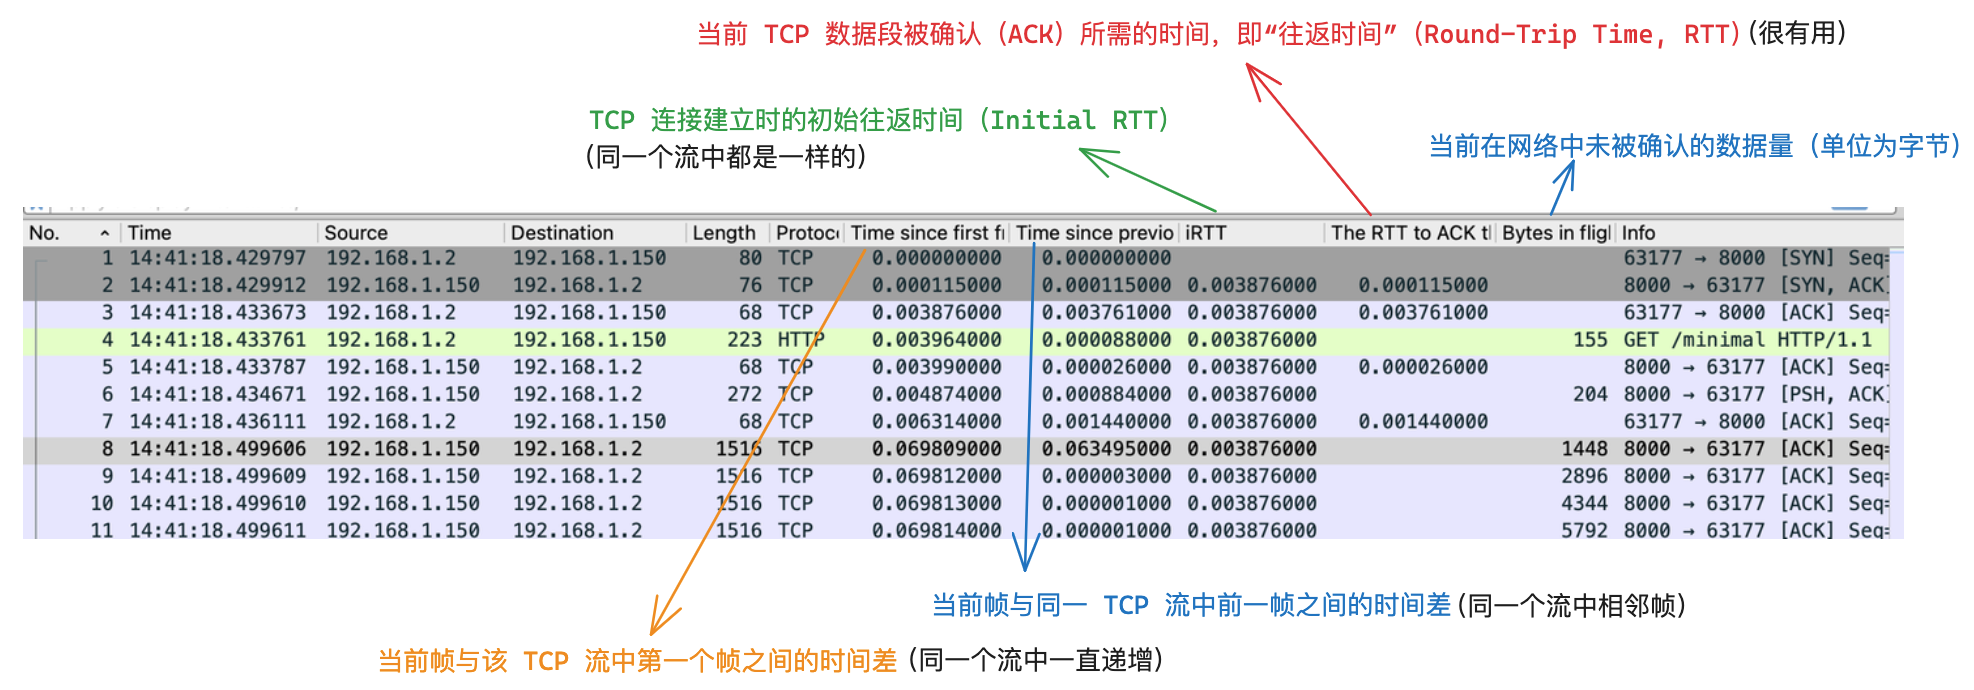 当前 TCP 数据段被确认（ACK）所需的时间，即“往返时间”（Round-Trip Time, RTT）(很有用)
TCP 连接建立时的初始往返时间（Initial RTT）
(同一个流中都是一样的)
当前在网络中未被确认的数据量（单位为字节）
No. Time Source Destination Length Protoc Time since first f Time since previo iRTT The RTT to ACK t Bytes in flig Info
1 14:41:18.429797 192.168.1.2 192.168.1.150 80 TCP 0.000000000 0.000000000 63177 → 8000 [SYN] Seq=
2 14:41:18.429912 192.168.1.150 192.168.1.2 76 TCP 0.000115000 0.000115000 0.003876000 0.000115000 8000 → 63177 [SYN, ACK]
3 14:41:18.433673 192.168.1.2 192.168.1.150 68 TCP 0.003876000 0.003761000 0.003876000 0.003761000 63177 → 8000 [ACK] Seq=
4 14:41:18.433761 192.168.1.2 192.168.1.150 223 HTTP 0.003964000 0.000088000 0.003876000 155 GET /minimal HTTP/1.1
5 14:41:18.433787 192.168.1.150 192.168.1.2 68 TCP 0.003990000 0.000026000 0.003876000 0.000026000 8000 → 63177 [ACK] Seq=
6 14:41:18.434671 192.168.1.150 192.168.1.2 272 TCP 0.004874000 0.000884000 0.003876000 204 8000 → 63177 [PSH, ACK]
7 14:41:18.436111 192.168.1.2 192.168.1.150 68 TCP 0.006314000 0.001440000 0.003876000 0.001440000 63177 → 8000 [ACK] Seq=
8 14:41:18.499606 192.168.1.150 192.168.1.2 1516 TCP 0.069809000 0.063495000 0.003876000 1448 8000 → 63177 [ACK] Seq=
9 14:41:18.499609 192.168.1.150 192.168.1.2 1516 TCP 0.069812000 0.000003000 0.003876000 2896 8000 → 63177 [ACK] Seq=
10 14:41:18.499610 192.168.1.150 192.168.1.2 1516 TCP 0.069813000 0.000001000 0.003876000 4344 8000 → 63177 [ACK] Seq=
11 14:41:18.499611 192.168.1.150 192.168.1.2 1516 TCP 0.069814000 0.000001000 0.003876000 5792 8000 → 63177 [ACK] Seq=
当前帧与同一 TCP 流中前一帧之间的时间差(同一个流中相邻帧)
当前帧与该 TCP 流中第一个帧之间的时间差(同一个流中一直递增)